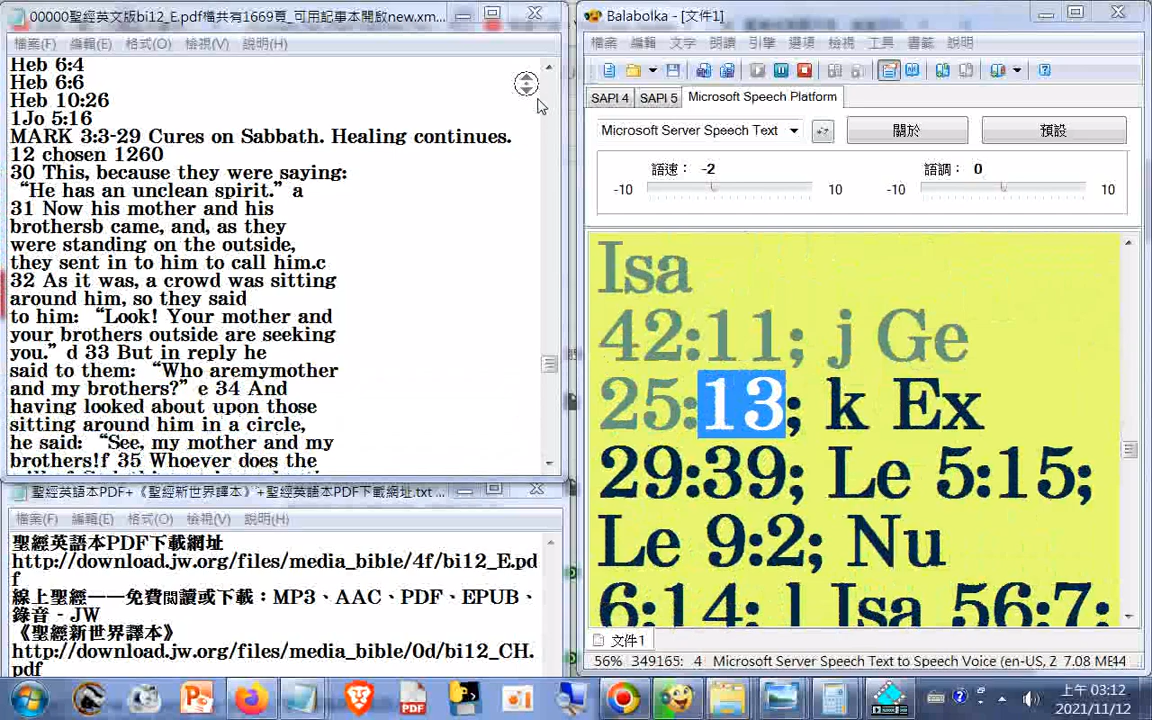 00000聖經英文版bi12_E.pdf檔共有1669頁_可用記事本開啟new.xm...
檔案(F) 編輯(E) 格式(O) 檢視(V) 說明(H)
Heb 6:4
Heb 6:6
Heb 10:26
1Jo 5:16
MARK 3:3-29 Cures on Sabbath. Healing continues.
12 chosen 1260
30 This, because they were saying:
“He has an unclean spirit.” a
31 Now his mother and his
brothersb came, and, as they
were standing on the outside,
they sent in to him to call him.c
32 As it was, a crowd was sitting
around him, so they said
to him: “Look! Your mother and
your brothers outside are seeking
you.” d 33 But in reply he
said to them: “Who aremymother
and my brothers?” e 34 And
having looked about upon those
sitting around him in a circle,
he said: “See, my mother and my
brothers!f 35 Whoever does the
聖經英語本PDF+《聖經新世界譯本》+聖經英語本PDF下載網址.txt ...
檔案(F) 編輯(E) 格式(O) 檢視(V) 說明(H)
聖經英語本PDF下載網址
http://download.jw.org/files/media_bible/4f/bi12_E.pd
f
線上聖經——免費閱讀或下載：MP3、AAC、PDF、EPUB、
錄音 - JW
《聖經新世界譯本》
http://download.jw.org/files/media_bible/0d/bi12_CH.
pdf
Balabolka - [文件1]
檔案 編輯 文字 朗讀 引擎 選項 檢視 工具 書籤 說明
SAPI 4 SAPI 5 Microsoft Speech Platform
Microsoft Server Speech Text 關於 預設
語速： -2 語調： 0
-10 10 -10 10
Isa
42:11; j Ge
25:13; k Ex
29:39; Le 5:15;
Le 9:2; Nu
6:14; l Isa 56:7;
文件1
56% 349165: 4 Microsoft Server Speech Text to Speech Voice (en-US, 2 7.08 ME44
上午 03:12
2021/11/12